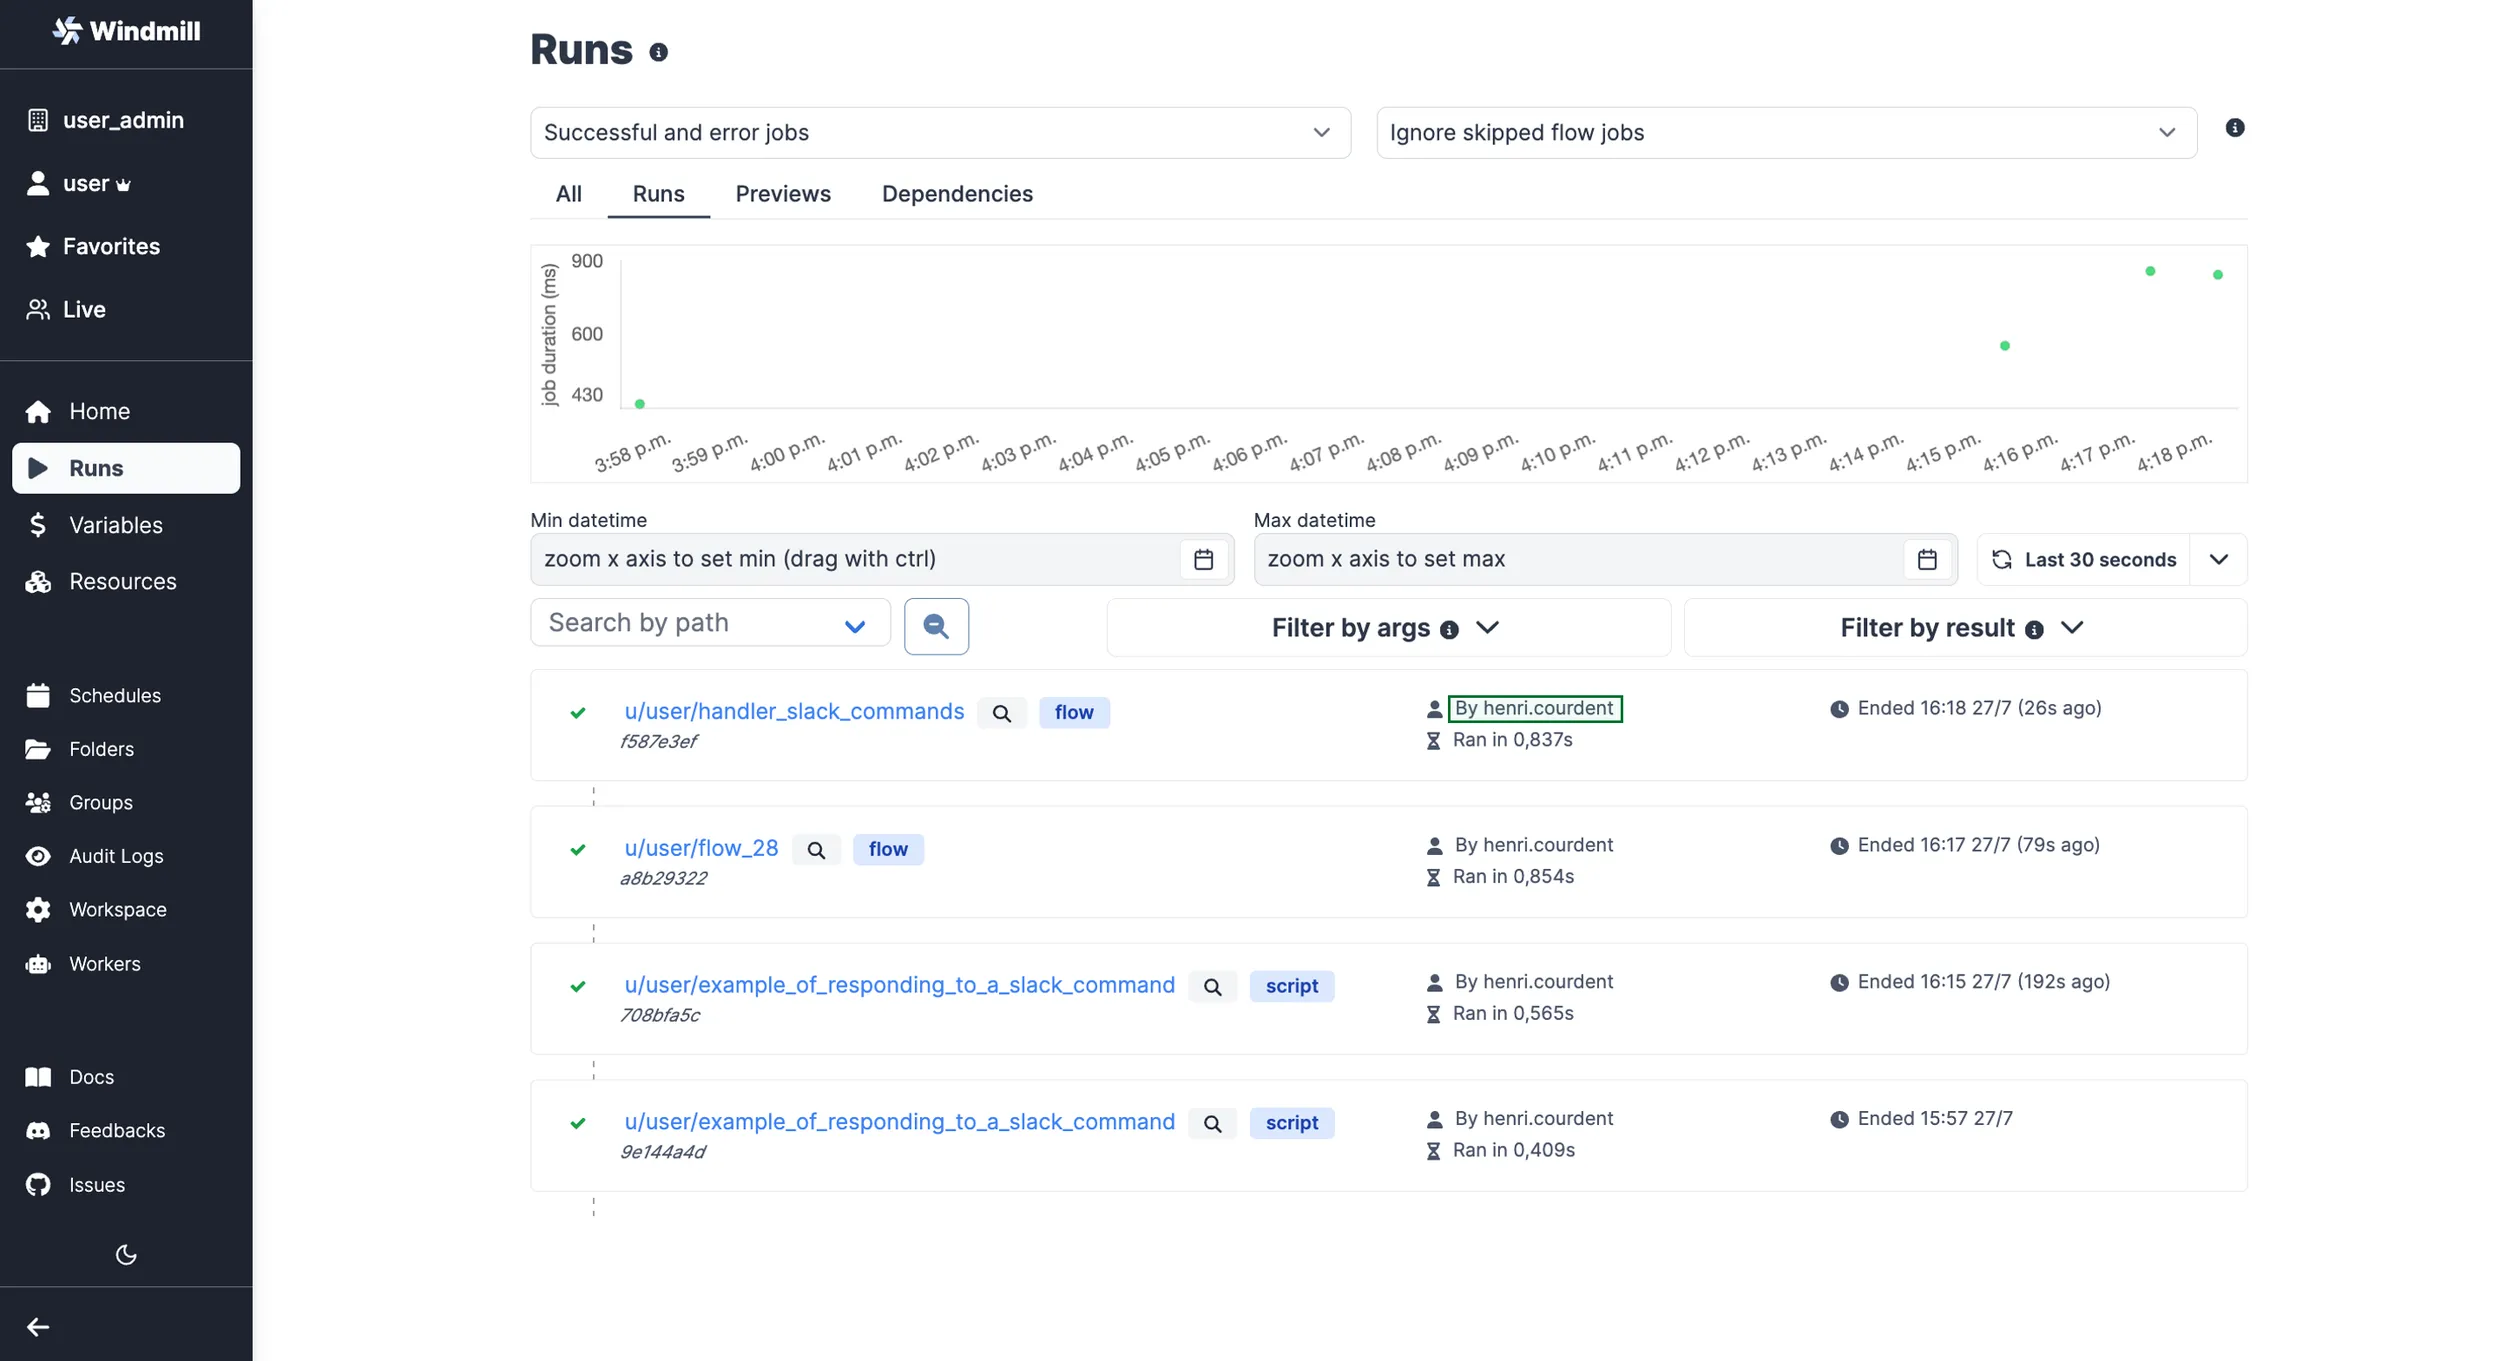 Windmill
user_admin
user
Favorites
Live
Home
Runs
Variables
Resources
Schedules
Folders
Groups
Audit Logs
Workspace
Workers
Docs
Feedbacks
Issues
Runs
Successful and error jobs
Ignore skipped flow jobs
All Runs Previews Dependencies
job duration (ms)
900
600
430
3:58 p.m. 3:59 p.m. 4:00 p.m. 4:01 p.m. 4:02 p.m. 4:03 p.m. 4:04 p.m. 4:05 p.m. 4:06 p.m. 4:07 p.m. 4:08 p.m. 4:09 p.m. 4:10 p.m. 4:11 p.m. 4:12 p.m. 4:13 p.m. 4:14 p.m. 4:15 p.m. 4:16 p.m. 4:17 p.m. 4:18 p.m.
Min datetime Max datetime
zoom x axis to set min (drag with ctrl) zoom x axis to set max Last 30 seconds
Search by path Filter by args Filter by result
u/user/handler_slack_commands flow By henri.courdent Ended 16:18 27/7 (26s ago)
f587e3ef Ran in 0,837s
u/user/flow_28 flow By henri.courdent Ended 16:17 27/7 (79s ago)
a8b29322 Ran in 0,854s
u/user/example_of_responding_to_a_slack_command script By henri.courdent Ended 16:15 27/7 (192s ago)
708bfa5c Ran in 0,565s
u/user/example_of_responding_to_a_slack_command script By henri.courdent Ended 15:57 27/7
9e144a4d Ran in 0,409s